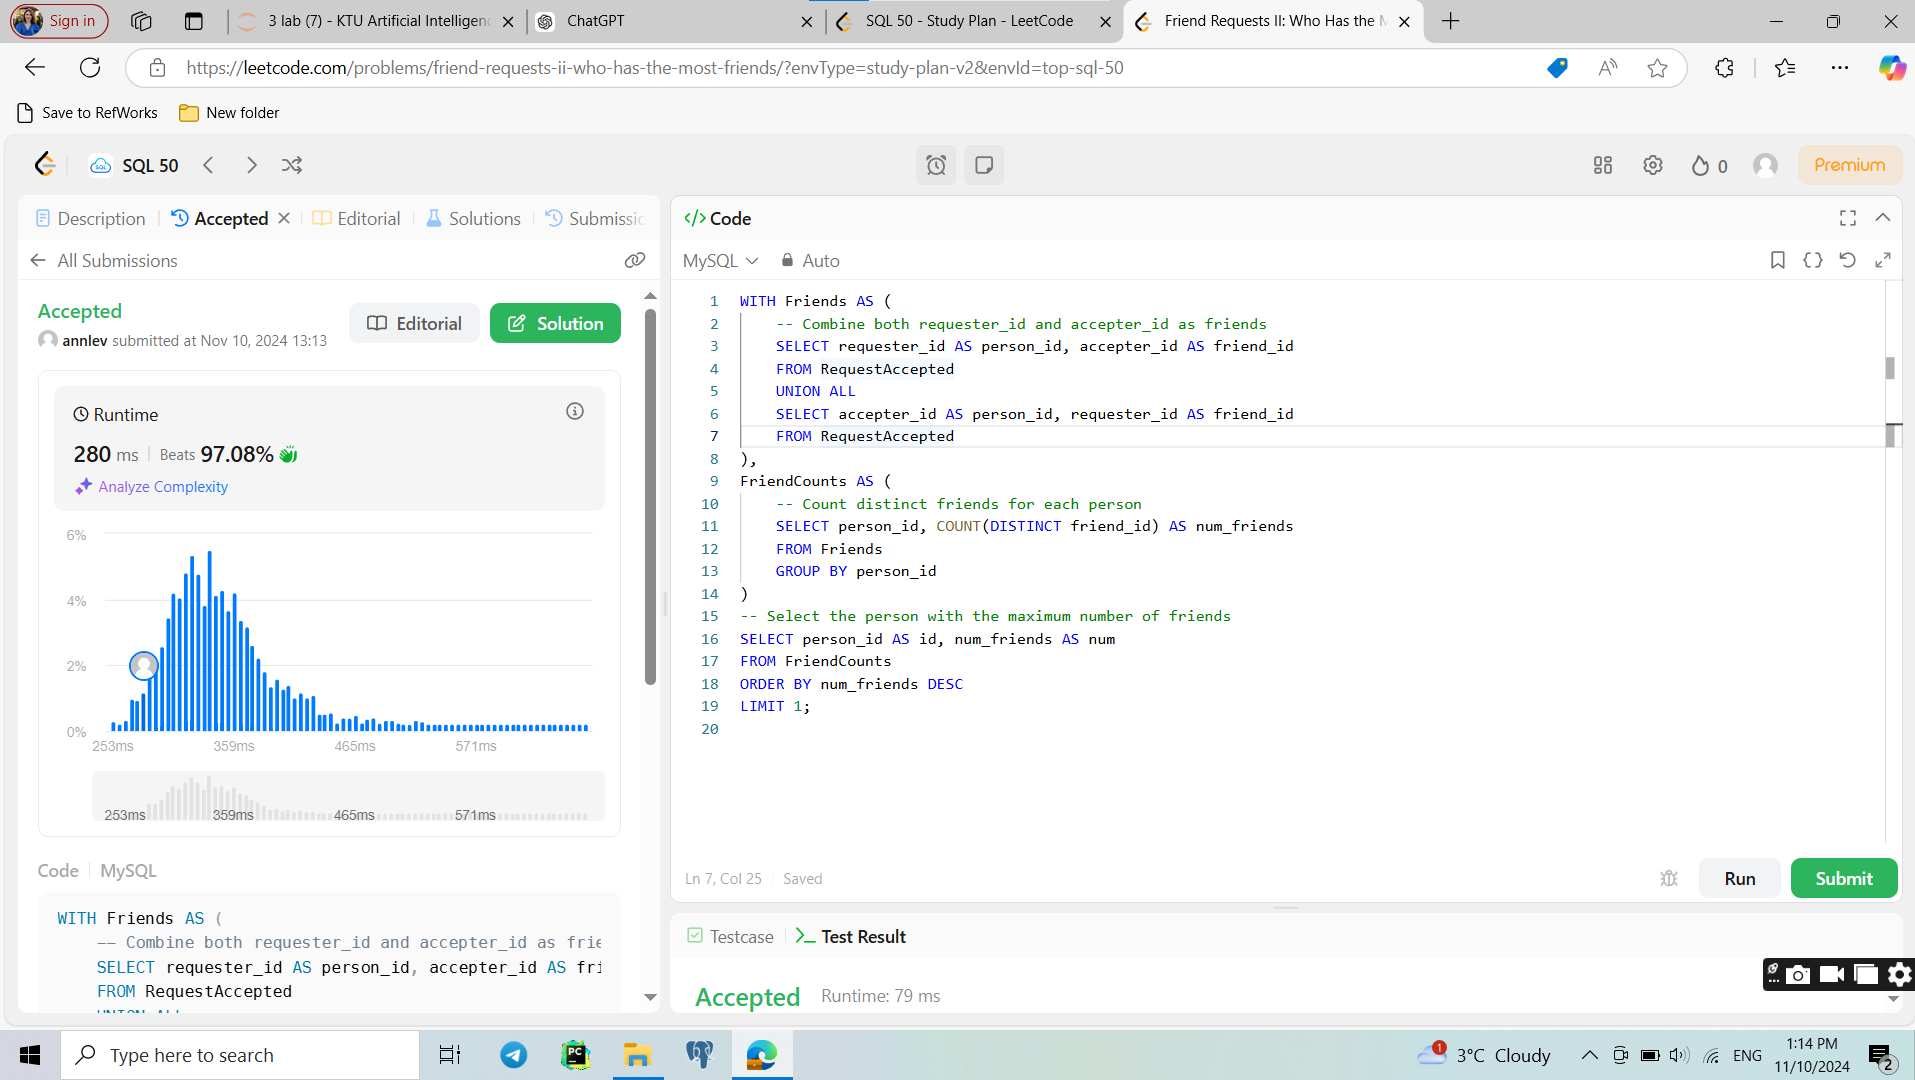 Sign in
3 lab (7) - KTU Artificial Intelligenc
ChatGPT
SQL 50 - Study Plan - LeetCode
Friend Requests II: Who Has the M
https://leetcode.com/problems/friend-requests-ii-who-has-the-most-friends/?envType=study-plan-v2&envId=top-sql-50
Save to RefWorks
New folder
SQL 50
0
Premium
Description
Accepted
Editorial
Solutions
Submissio
All Submissions
Accepted
annlev submitted at Nov 10, 2024 13:13
Editorial
Solution
Runtime
280 ms
Beats 97.08%
Analyze Complexity
6%
4%
2%
0%
253ms 359ms 465ms 571ms
253ms 359ms 465ms 571ms
Code
MySQL
WITH Friends AS (
-- Combine both requester_id and accepter_id as frie
SELECT requester_id AS person_id, accepter_id AS fri
FROM RequestAccepted
UNION ALL
Code
MySQL
Auto
1 WITH Friends AS (
2 -- Combine both requester_id and accepter_id as friends
3 SELECT requester_id AS person_id, accepter_id AS friend_id
4 FROM RequestAccepted
5 UNION ALL
6 SELECT accepter_id AS person_id, requester_id AS friend_id
7 FROM RequestAccepted
8 ),
9 FriendCounts AS (
10 -- Count distinct friends for each person
11 SELECT person_id, COUNT(DISTINCT friend_id) AS num_friends
12 FROM Friends
13 GROUP BY person_id
14 )
15 -- Select the person with the maximum number of friends
16 SELECT person_id AS id, num_friends AS num
17 FROM FriendCounts
18 ORDER BY num_friends DESC
19 LIMIT 1;
20
Ln 7, Col 25
Saved
Run
Submit
Testcase
Test Result
Accepted
Runtime: 79 ms
Type here to search
PC
1
3°C Cloudy
ENG
1:14 PM
11/10/2024
2